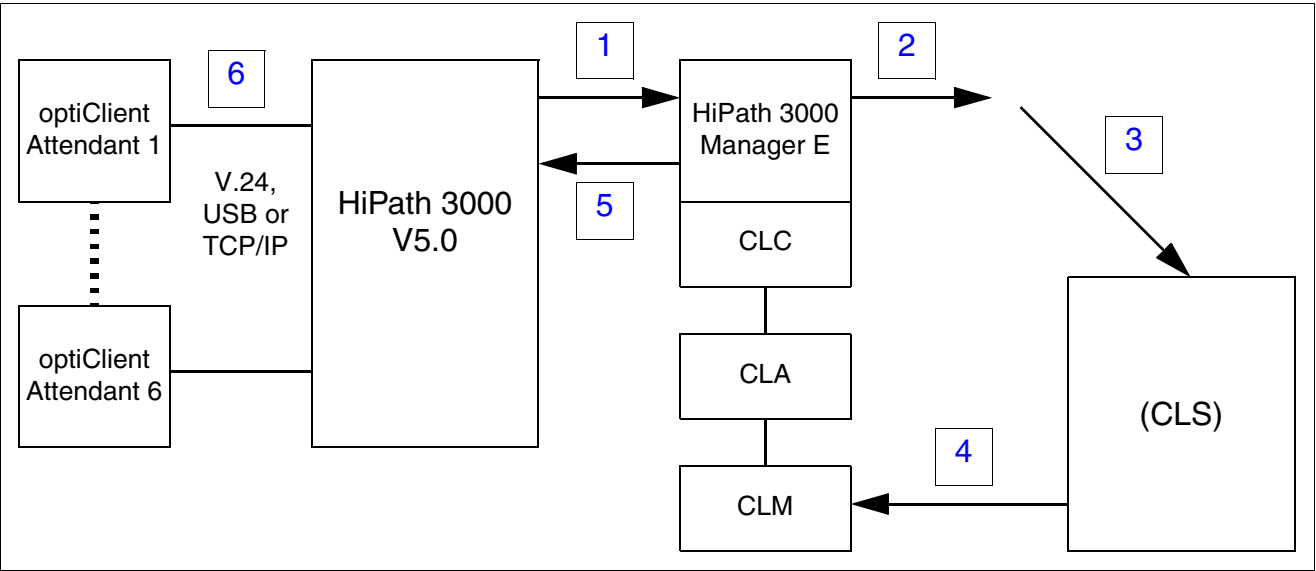 1
2
6
optiClient
Attendant 1
HiPath 3000
Manager E
3
V.24,
USB or
TCP/IP
HiPath 3000
V5.0
5
CLC
optiClient
Attendant 6
CLA
(CLS)
4
CLM